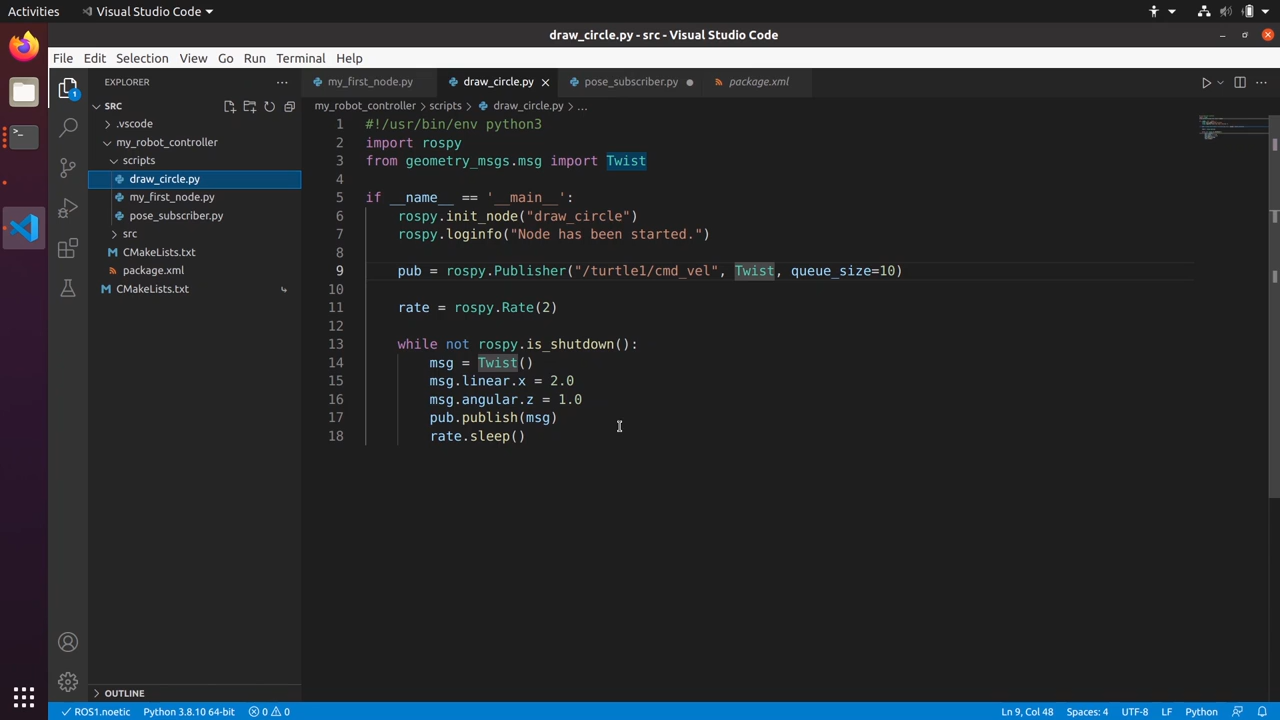 Activities
Visual Studio Code
draw_circle.py - src - Visual Studio Code
File Edit Selection View Go Run Terminal Help
EXPLORER
my_first_node.py
draw_circle.py
pose_subscriber.py
package.xml
my_robot_controller > scripts > draw_circle.py > ...
1
SRC
.vscode
my_robot_controller
scripts
draw_circle.py
my_first_node.py
pose_subscriber.py
src
CMakeLists.txt
package.xml
CMakeLists.txt
1 #!/usr/bin/env python3
2 import rospy
3 from geometry_msgs.msg import Twist
4
5 if __name__ == '__main__':
6 rospy.init_node("draw_circle")
7 rospy.loginfo("Node has been started.")
8
9 pub = rospy.Publisher("/turtle1/cmd_vel", Twist, queue_size=10)
10
11 rate = rospy.Rate(2)
12
13 while not rospy.is_shutdown():
14 msg = Twist()
15 msg.linear.x = 2.0
16 msg.angular.z = 1.0
17 pub.publish(msg)
18 rate.sleep()
OUTLINE
ROS1.noetic Python 3.8.10 64-bit 0 0 Ln 9, Col 48 Spaces: 4 UTF-8 LF Python